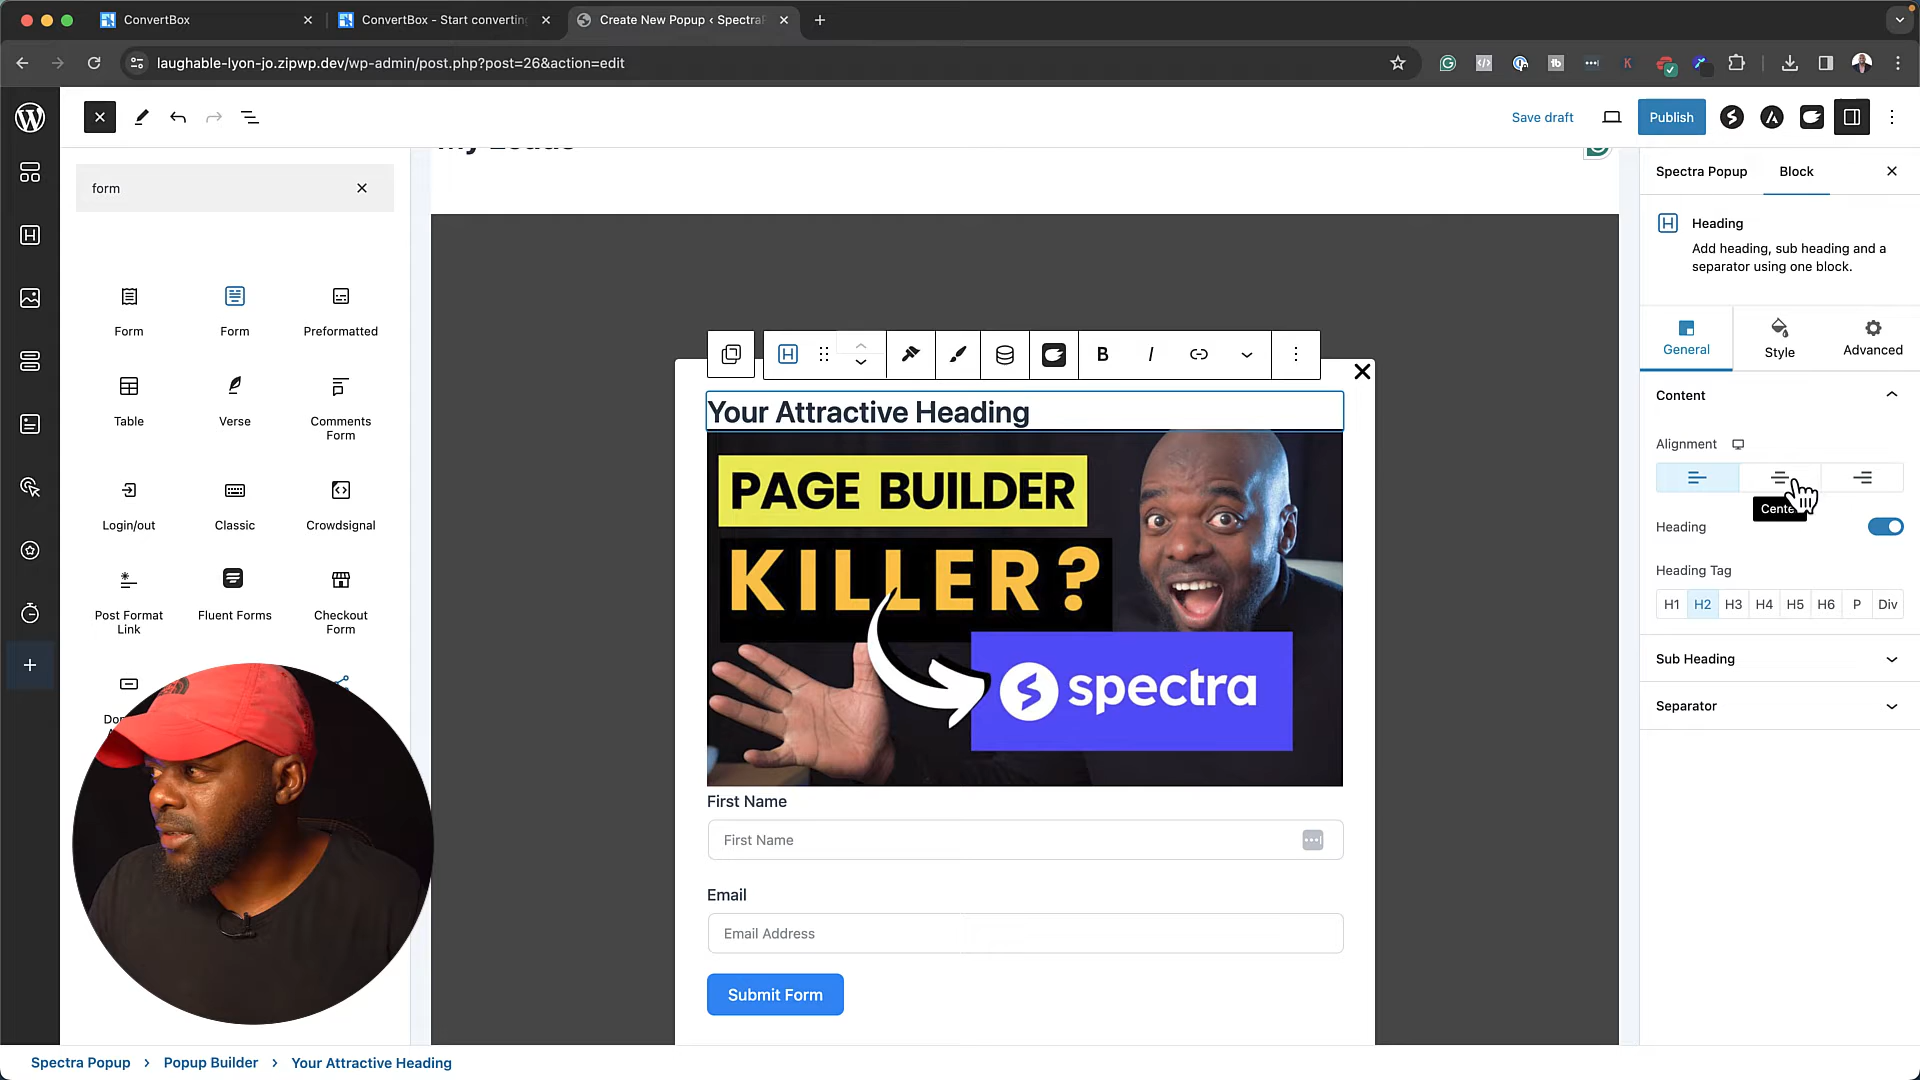 ConvertBox
ConvertBox - Start converting
Create New Popup ‹ Spectra
laughable-lyon-jo.zipwp.dev/wp-admin/post.php?post=26&action=edit
Save draft
Publish
form
Form
Form
Preformatted
Table
Verse
Comments
Form
Login/out
Classic
Crowdsignal
Post Format
Link
Fluent Forms
Checkout
Form
Your Attractive Heading
PAGE BUILDER
KILLER?
spectra
First Name
First Name
Email
Email Address
Submit Form
Spectra Popup
Block
Heading
Add heading, sub heading and a
separator using one block.
General
Style
Advanced
Content
Alignment
Heading
Heading Tag
H1 H2 H3 H4 H5 H6 P Div
Sub Heading
Separator
Spectra Popup › Popup Builder › Your Attractive Heading